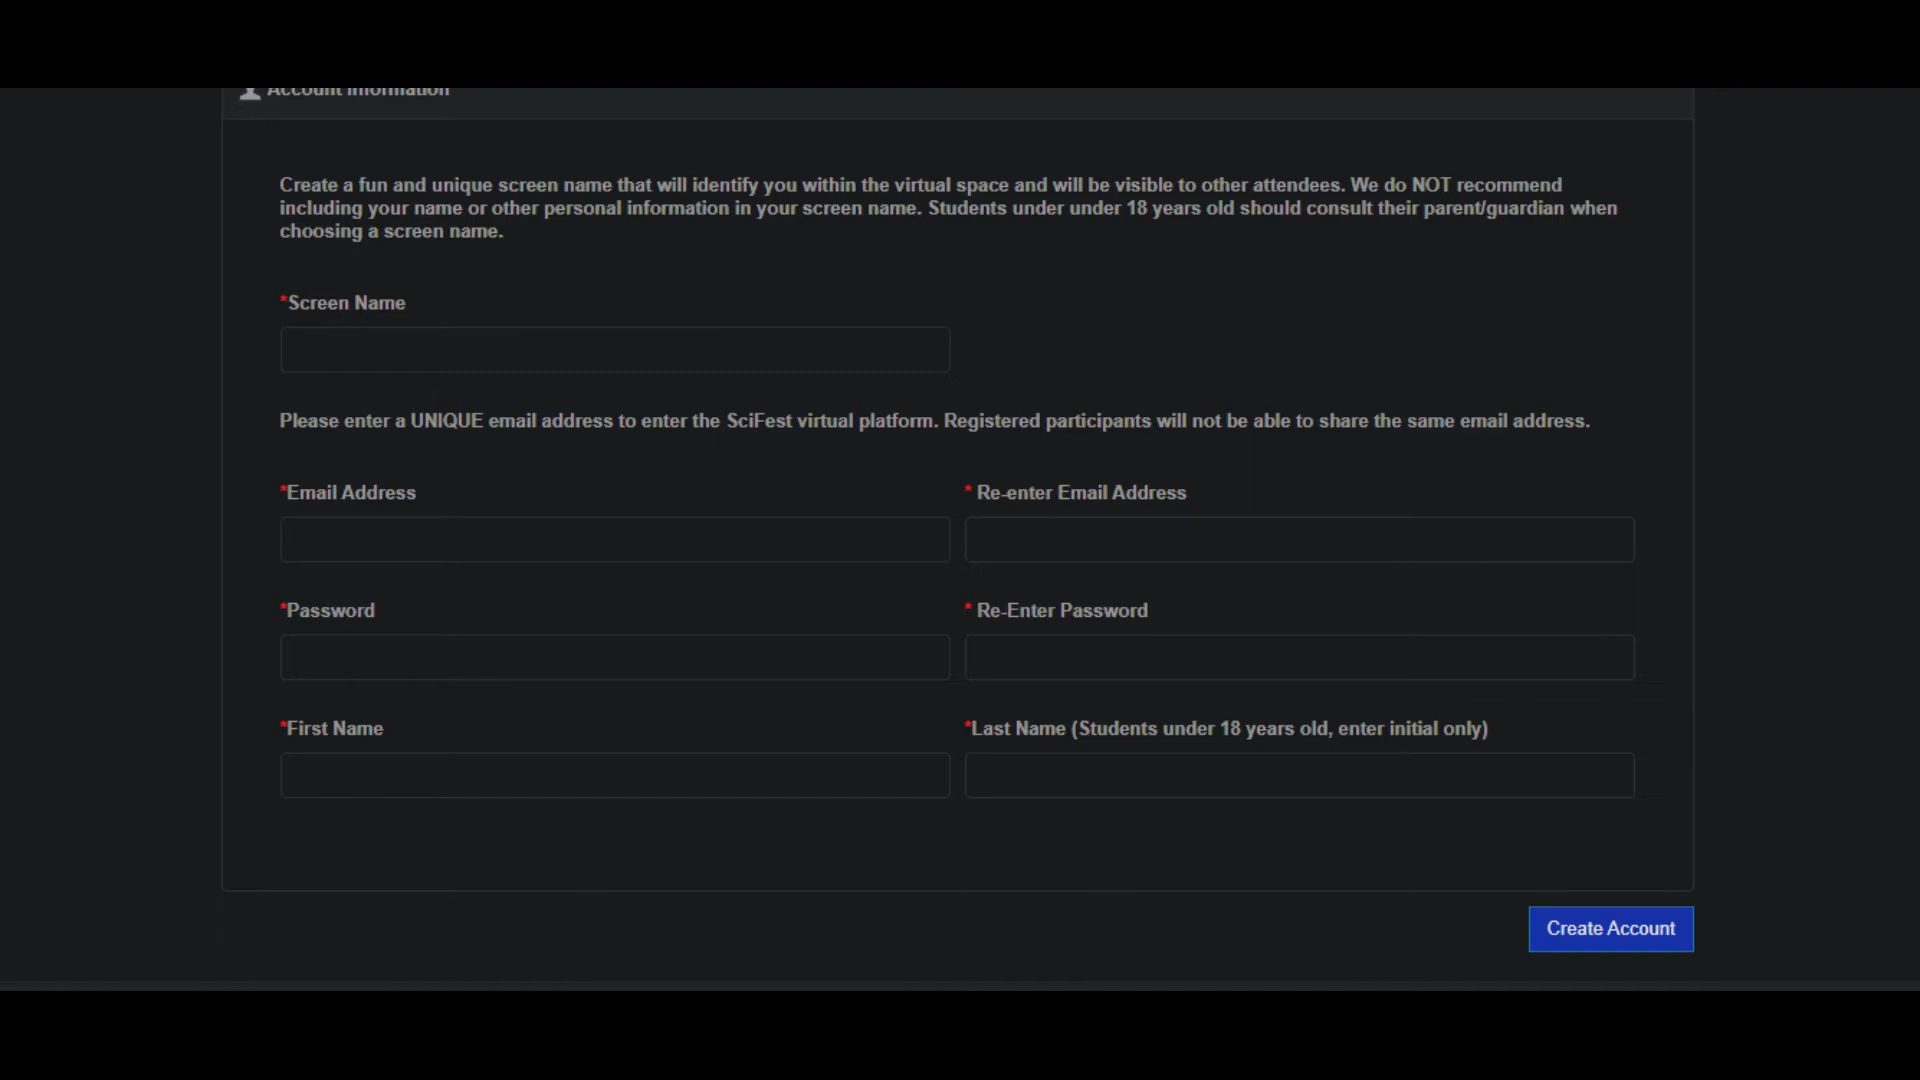 Account Information
Create a fun and unique screen name that will identify you within the virtual space and will be visible to other attendees. We do NOT recommend
including your name or other personal information in your screen name. Students under under 18 years old should consult their parent/guardian when
choosing a screen name.
*Screen Name
Please enter a UNIQUE email address to enter the SciFest virtual platform. Registered participants will not be able to share the same email address.
*Email Address
* Re-enter Email Address
*Password
* Re-Enter Password
*First Name
*Last Name (Students under 18 years old, enter initial only)
Create Account